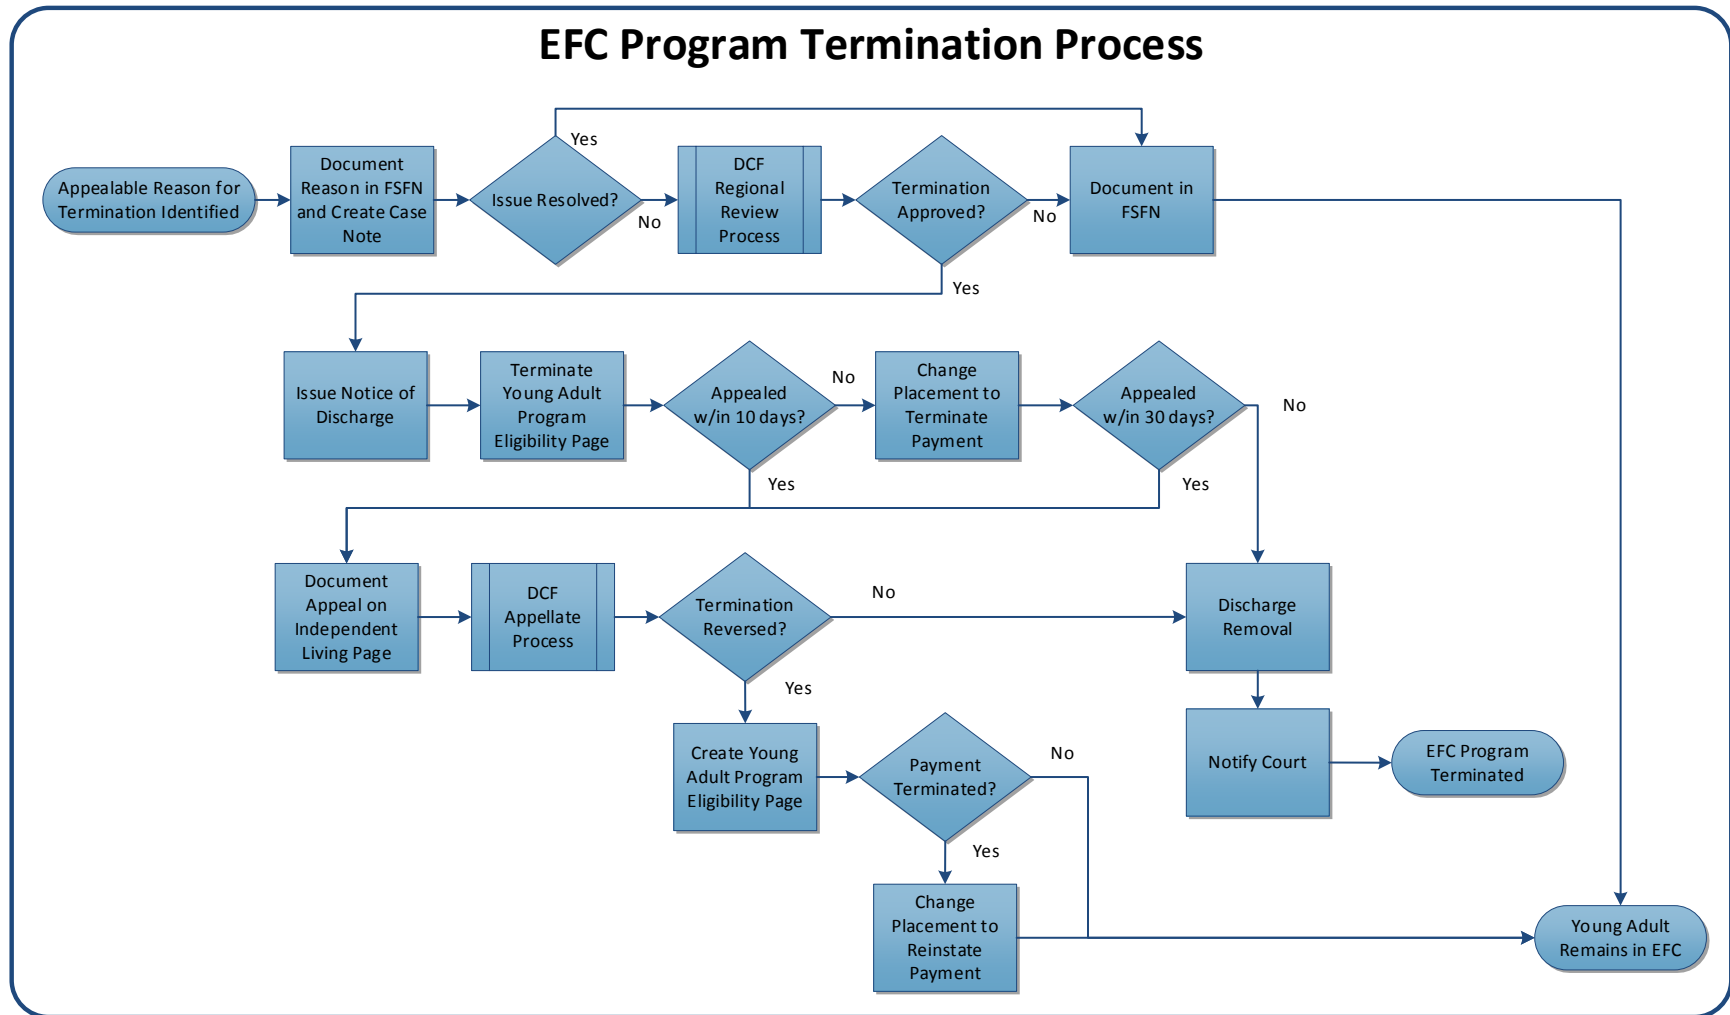 EFC Program Termination Process
Appealable Reason for
Termination Identified
Document
Reason in FSFN
and Create Case
Note
Issue Resolved?
Yes
No
DCF
Regional
Review
Process
Termination
Approved?
No
Yes
Document in
FSFN
Issue Notice of
Discharge
Terminate
Young Adult
Program
Eligibility Page
Appealed
w/in 10 days?
No
Yes
Change
Placement to
Terminate
Payment
Appealed
w/in 30 days?
No
Yes
Document
Appeal on
Independent
Living Page
DCF
Appellate
Process
Termination
Reversed?
No
Yes
Discharge
Removal
Create Young
Adult Program
Eligibility Page
Payment
Terminated?
No
Yes
Notify Court
EFC Program
Terminated
Change
Placement to
Reinstate
Payment
Young Adult
Remains in EFC